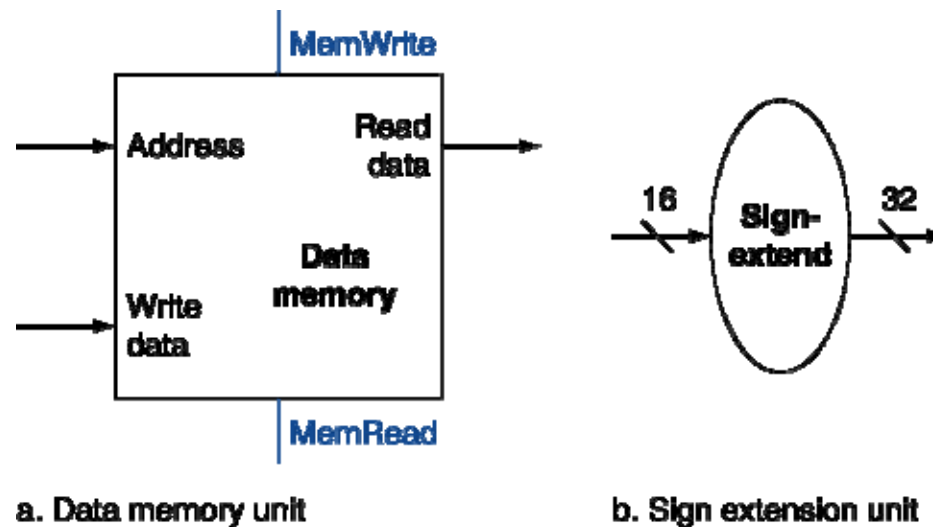 MemWrite
Address
Read
data
Data
memory
Write
data
MemRead
a. Data memory unit
16
Sign-
extend
32
b. Sign extension unit